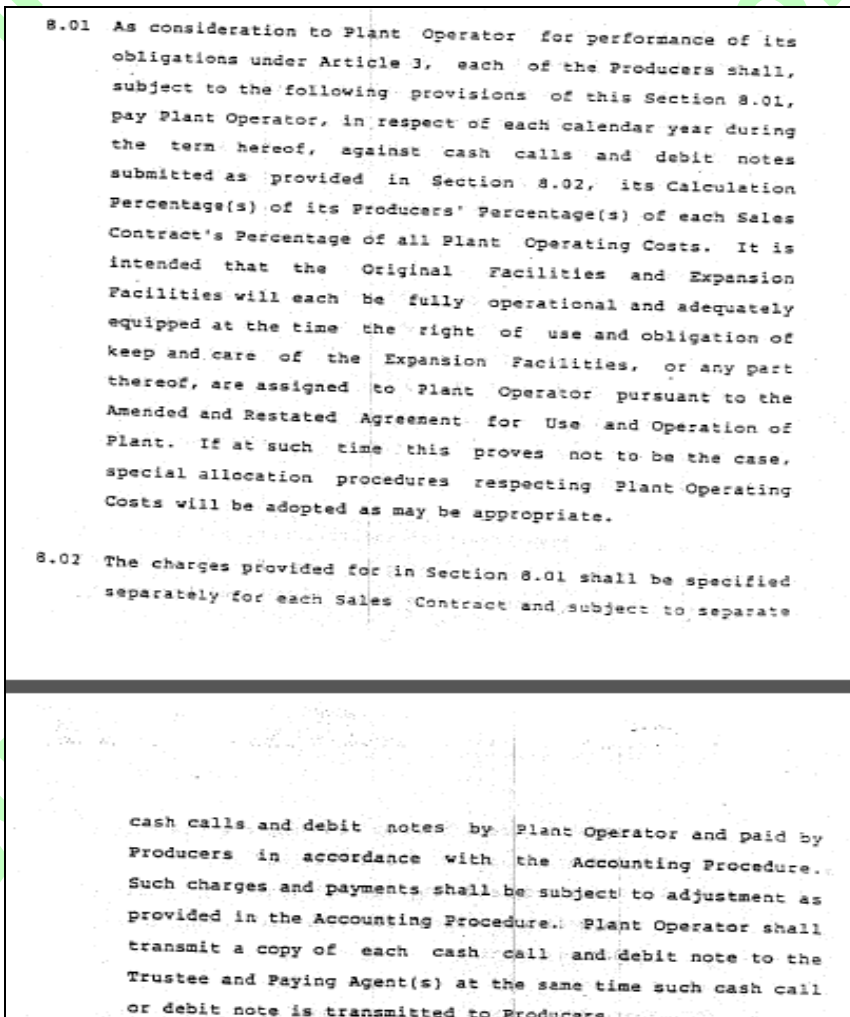 8.01 As consideration to Plant Operator for performance of its
obligations under Article 3, each of the Producers shall,
subject to the following provisions of this Section 8.01,
pay Plant Operator, in respect of each calendar year during
the term hereof, against cash calls and debit notes
submitted as provided in Section 8.02, its Calculation
Percentage(s) of its Producers' Percentage(s) of each Sales
Contract's Percentage of all Plant Operating Costs. It is
intended that the Original Facilities and Expansion
Facilities will each be fully operational and adequately
equipped at the time the right of use and obligation of
keep and care of the Expansion Facilities, or any part
thereof, are assigned to Plant Operator pursuant to the
Amended and Restated Agreement for Use and Operation of
Plant. If at such time this proves not to be the case,
special allocation procedures respecting Plant Operating
Costs will be adopted as may be appropriate.
8.02 The charges provided for in Section 8.01 shall be specified
separately for each Sales Contract and subject to separate
cash calls and debit notes by Plant Operator and paid by
Producers in accordance with the Accounting Procedure.
Such charges and payments shall be subject to adjustment as
provided in the Accounting Procedure. Plant Operator shall
transmit a copy of each cash call and debit note to the
Trustee and Paying Agent(s) at the same time such cash call
or debit note is transmitted to Producers.